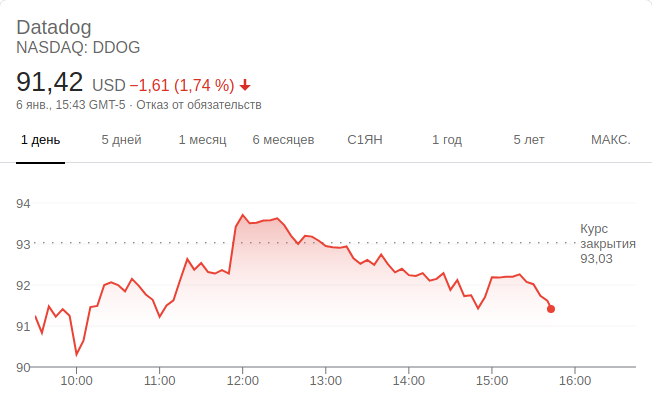 Datadog
NASDAQ: DDOG
91,42 USD −1,61 (1,74 %)
6 янв., 15:43 GMT-5 · Отказ от обязательств
1 день 5 дней 1 месяц 6 месяцев С1ЯН 1 год 5 лет МАКС.
94
Курс
93 закрытия
93,03
92
91
90
10:00 11:00 12:00 13:00 14:00 15:00 16:00